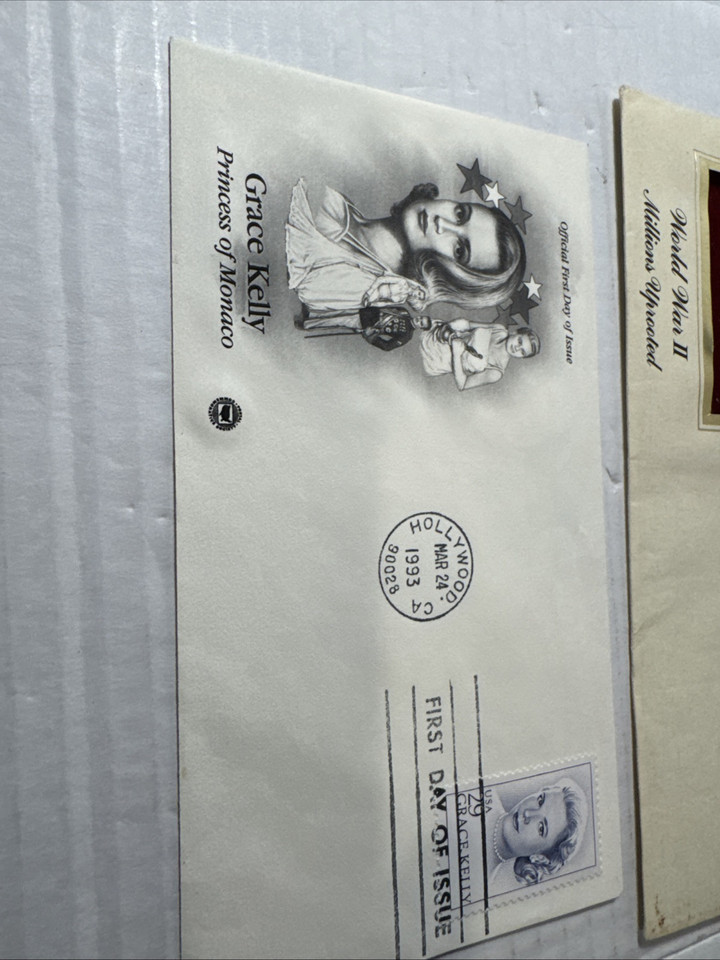 Official First Day of Issue
Grace Kelly
Princess of Monaco
HOLLYWOOD, CA
MAR 24
1993
90028
FIRST DAY OF ISSUE
USA
29
GRACE KELLY
World War II
Millions Uprooted